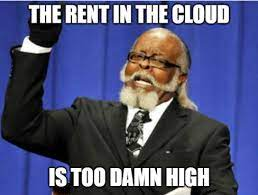 THE RENT IN THE CLOUD
IS TOO DAMN HIGH